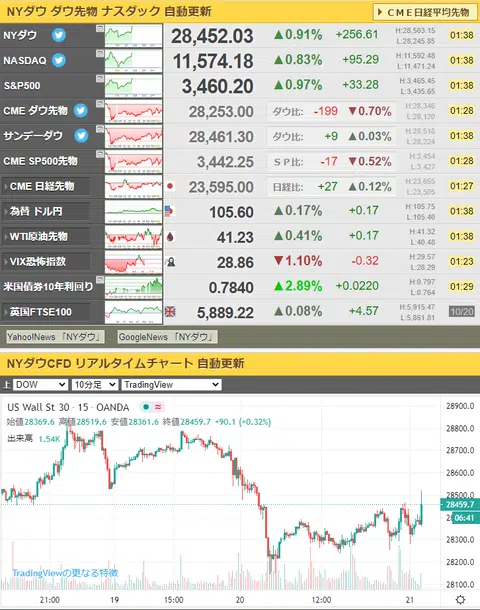 NYダウ ダウ先物 ナスダック 自動更新
CME日経平均先物
NYダウ 28,452.03 ▲0.91% +256.61 H:28,503.15 L:28,245.85 01:38
NASDAQ 11,574.18 ▲0.83% +95.29 H:11,592.48 L:11,471.24 01:38
S&P500 3,460.20 ▲0.97% +33.28 H:3,465.45 L:3,435.65 01:38
CME ダウ先物 28,253.00 ダウ比: -199 ▼0.70% H:28,346 L:28,120 01:28
サンデーダウ 28,461.30 ダウ比: +9 ▲0.03% H:28,516 L:28,224 01:38
CME SP500先物 3,442.25 SP比: -17 ▼0.52% H:3,454 L:3,427 01:28
CME 日経先物 23,595.00 日経比: +27 ▲0.12% H:23,665 L:23,505 01:27
為替 ドル円 105.60 ▲0.17% +0.17 H:105.75 L:105.40 01:38
WTI原油先物 41.23 ▲0.41% +0.17 H:41.32 L:40.48 01:38
VIX恐怖指数 28.86 ▼1.10% -0.32 H:29.57 L:28.29 01:23
米国債券10年利回り 0.7840 ▲2.89% +0.0220 H:0.797 L:0.764 01:29
英国FTSE100 5,889.22 ▲0.08% +4.57 H:5,915.47 L:5,861.81 10/20
Yahoo!News 「NYダウ」 GoogleNews 「NYダウ」
NYダウCFD リアルタイムチャート 自動更新
上 DOW 10分足 TradingView
US Wall St 30 · 15 · OANDA
始値28369.6 高値28519.6 安値28361.6 終値28459.7 +90.1 (+0.32%)
出来高 1.54K
28900.0
28800.0
28700.0
28600.0
28500.0
28459.7
06:41
28300.0
28200.0
28100.0
TradingViewの更なる特徴
21:00 19 15:00 20 12:00 21